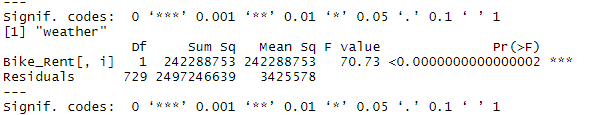 ---
Signif. codes:  0 ‘***’ 0.001 ‘**’ 0.01 ‘*’ 0.05 ‘.’ 0.1 ‘ ’ 1
[1] "weather"
                Df     Sum Sq   Mean Sq F value              Pr(>F)
Bike_Rent[, i]   1  242288753 242288753   70.73 <0.0000000000000002 ***
Residuals      729 2497246639   3425578
---
Signif. codes:  0 ‘***’ 0.001 ‘**’ 0.01 ‘*’ 0.05 ‘.’ 0.1 ‘ ’ 1